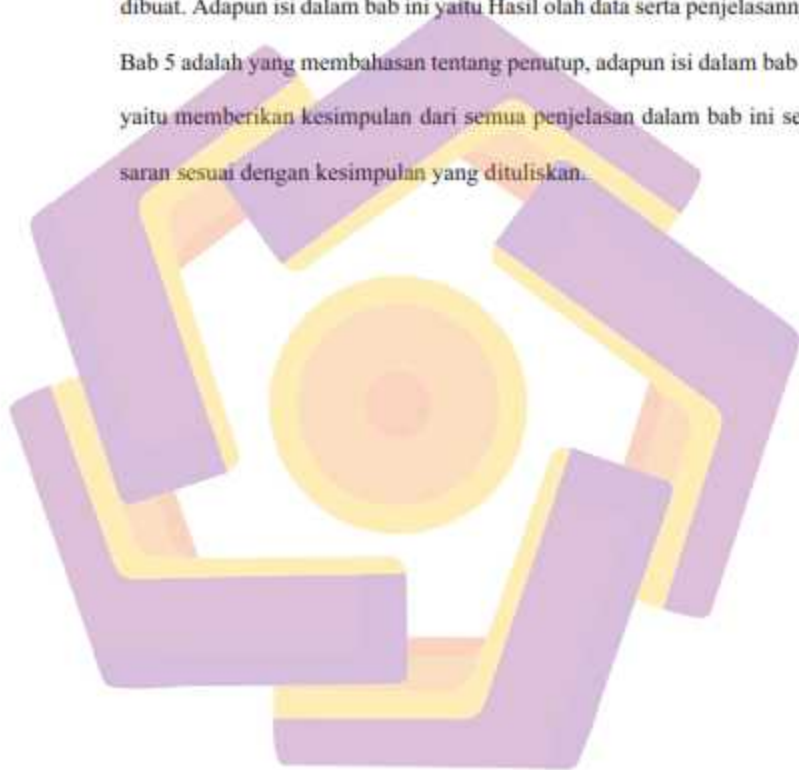 dibuat. Adapun isi dalam bab ini yaitu Hasil olah data serta penjelasann
Bab 5 adalah yang membahasan tentang penutup, adapun isi dalam bab
yaitu memberikan kesimpulan dari semua penjelasan dalam bab ini se
saran sesuai dengan kesimpulan yang dituliskan.